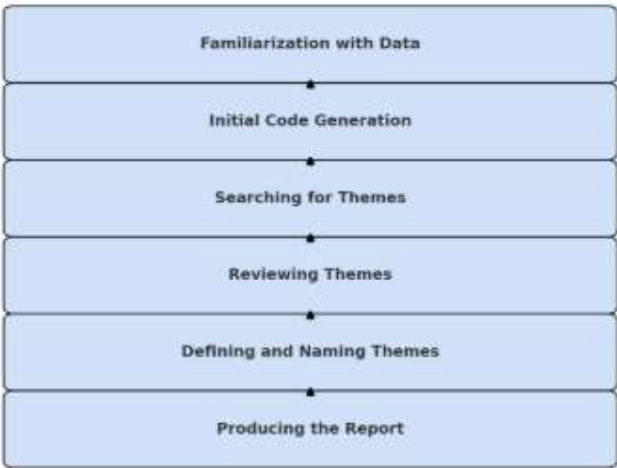 Familiarization with Data
Initial Code Generation
Searching for Themes
Reviewing Themes
Defining and Naming Themes
Producing the Report